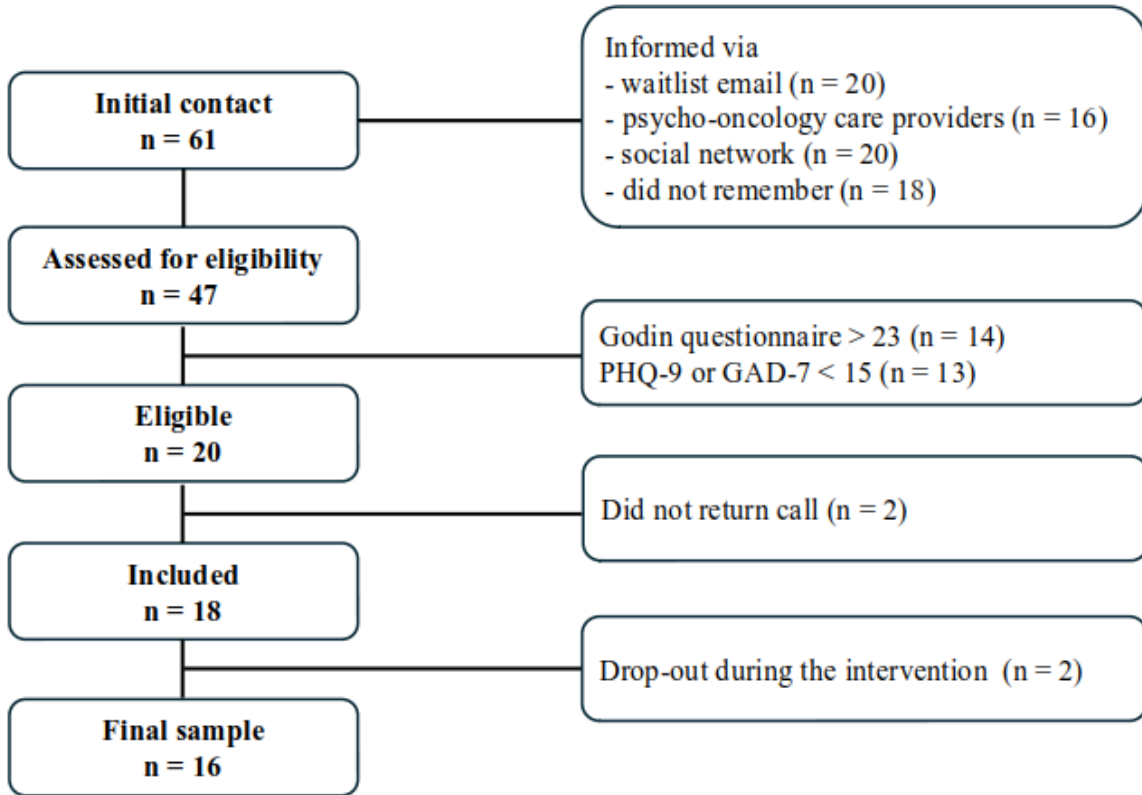 Initial contact
n = 61
Informed via
- waitlist email (n = 20)
- psycho-oncology care providers (n = 16)
- social network (n = 20)
- did not remember (n = 18)
Assessed for eligibility
n = 47
Godin questionnaire > 23 (n = 14)
PHQ-9 or GAD-7 < 15 (n = 13)
Eligible
n = 20
Did not return call (n = 2)
Included
n = 18
Drop-out during the intervention (n = 2)
Final sample
n = 16